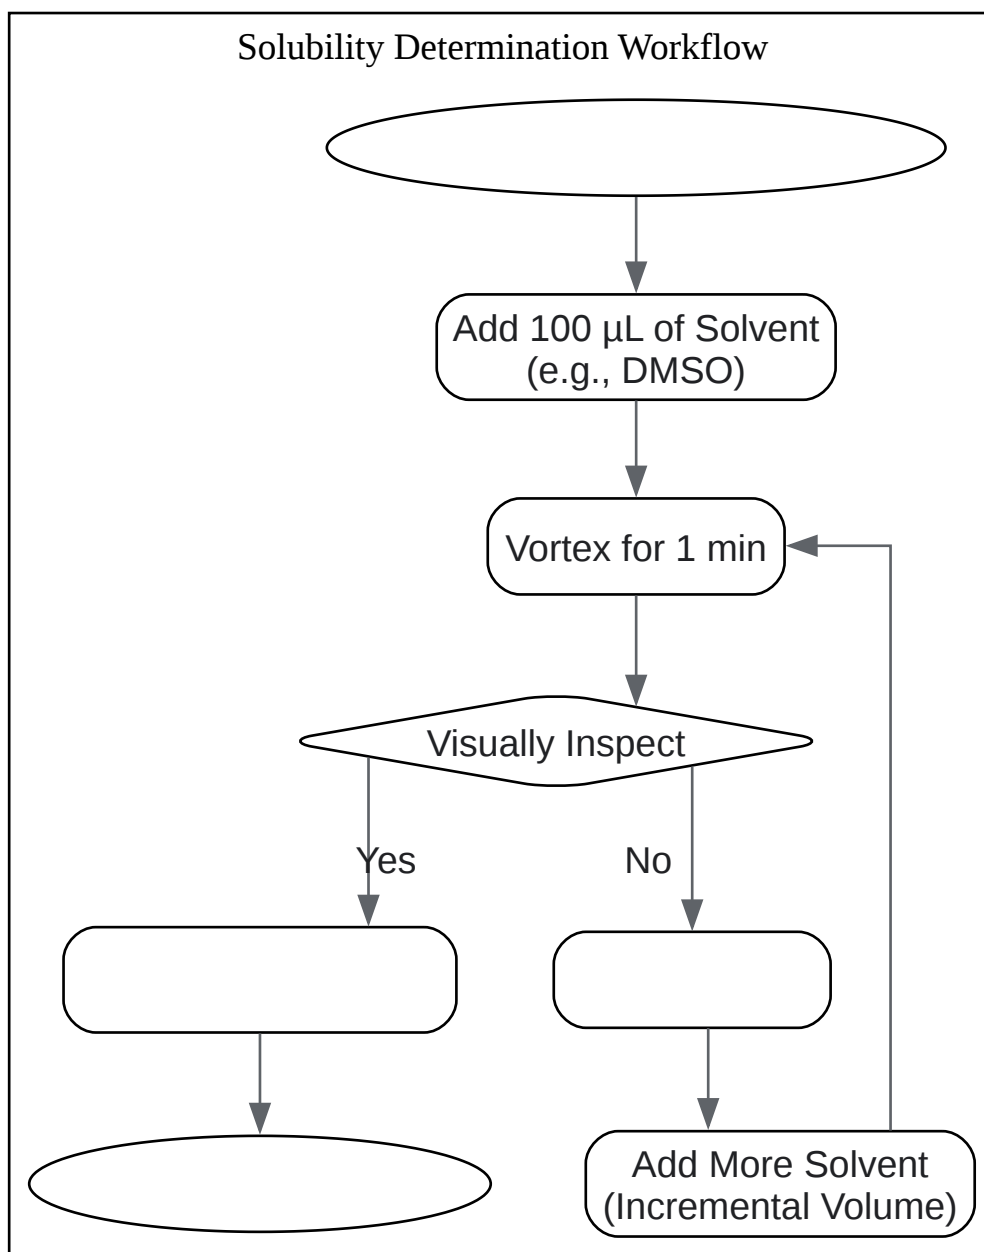 Solubility Determination Workflow
Add 100 µL of Solvent
(e.g., DMSO)
Vortex for 1 min
Visually Inspect
Yes
No
Add More Solvent
(Incremental Volume)